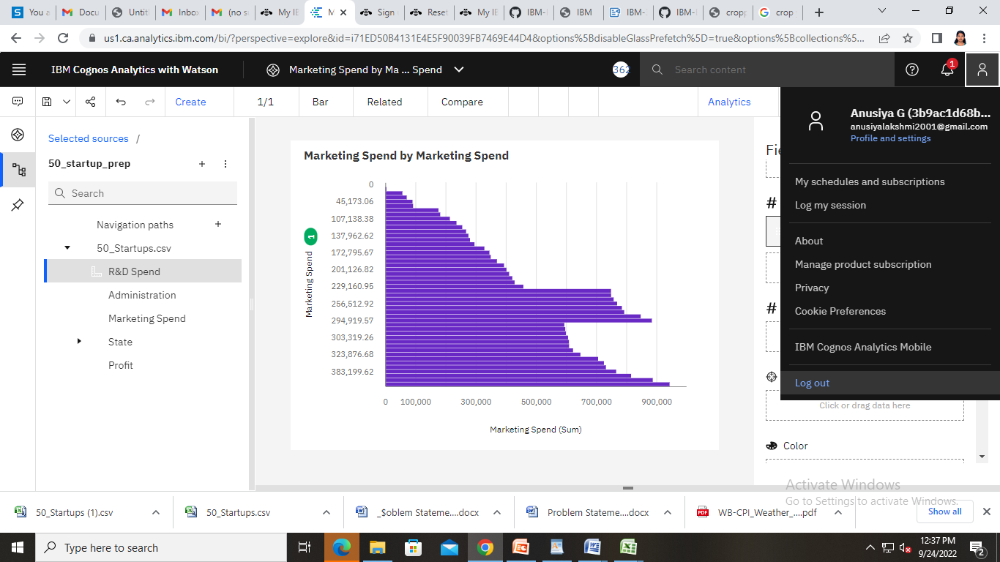 You a
Untitl
Inbox
(no s
My IB
M
Sign
Reset
My IB
IBM-
IBM
IBM-
IBM-
crop
crop
us1.ca.analytics.ibm.com/bi/?perspective=explore&id=i71ED50B4131E4E5F90039FB7469E44D4&options%5BdisableGlassPrefetch%5D=true&options%5Bcollections%5...
IBM Cognos Analytics with Watson
Marketing Spend by Ma ... Spend
362
Search content
1
Create
1/1
Bar
Related
Compare
Analytics
Anusiya G (3b9ac1d68b...
anusiyalakshmi2001@gmail.com
Profile and settings
My schedules and subscriptions
Log my session
About
Manage product subscription
Privacy
Cookie Preferences
IBM Cognos Analytics Mobile
Log out
Selected sources /
50_startup_prep
Search
Navigation paths
50_Startups.csv
R&D Spend
Administration
Marketing Spend
State
Profit
Marketing Spend by Marketing Spend
Marketing Spend
1
0
45,173.06
107,138.38
137,962.62
172,795.67
201,126.82
229,160.95
256,512.92
294,919.57
303,319.26
323,876.68
383,199.62
0 100,000 300,000 500,000 700,000 900,000
Marketing Spend (Sum)
Fie
#
#
Click or drag data here
Color
Activate Windows
Go to Settings to activate Windows.
50_Startups (1).csv
50_Startups.csv
_$oblem Stateme....docx
Problem Stateme....docx
WB-CPI_Weather_....pdf
Show all
Type here to search
12:37 PM
9/24/2022
2